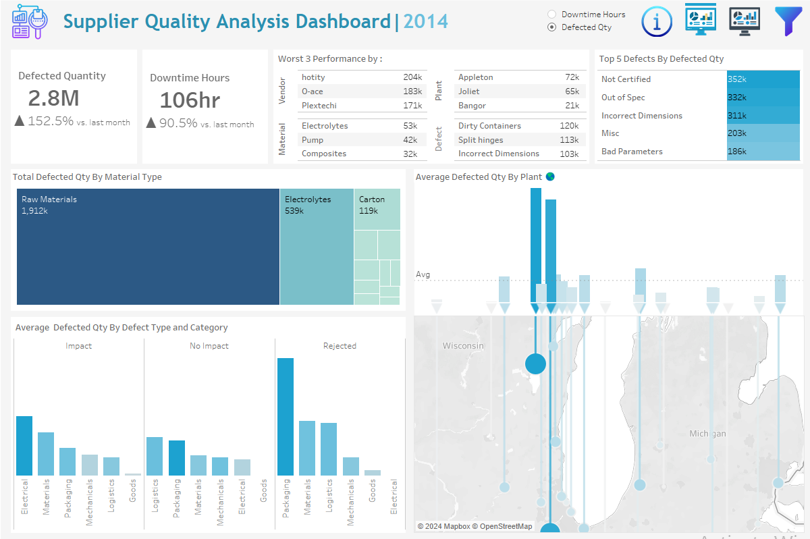 Supplier Quality Analysis Dashboard|2014
Downtime Hours
Defected Qty
Defected Quantity
2.8M
▲ 152.5% vs. last month
Downtime Hours
106hr
▲ 90.5% vs. last month
Worst 3 Performance by :
Vendor
hotity 204k
O-ace 183k
Plextechi 171k
Plant
Appleton 72k
Joliet 65k
Bangor 21k
Material
Electrolytes 53k
Pump 42k
Composites 32k
Defect
Dirty Containers 120k
Split hinges 113k
Incorrect Dimensions 103k
Top 5 Defects By Defected Qty
Not Certified 352k
Out of Spec 332k
Incorrect Dimensions 311k
Misc 203k
Bad Parameters 186k
Total Defected Qty By Material Type
Raw Materials
1,912k
Electrolytes
539k
Carton
119k
Average Defected Qty By Plant
Avg
Wisconsin
Michigan
© 2024 Mapbox © OpenStreetMap
Average Defected Qty By Defect Type and Category
Impact
No Impact
Rejected
Electrical
Materials
Packaging
Mechanicals
Logistics
Goods
Logistics
Packaging
Materials
Mechanicals
Electrical
Goods
Packaging
Materials
Logistics
Mechanicals
Goods
Electrical